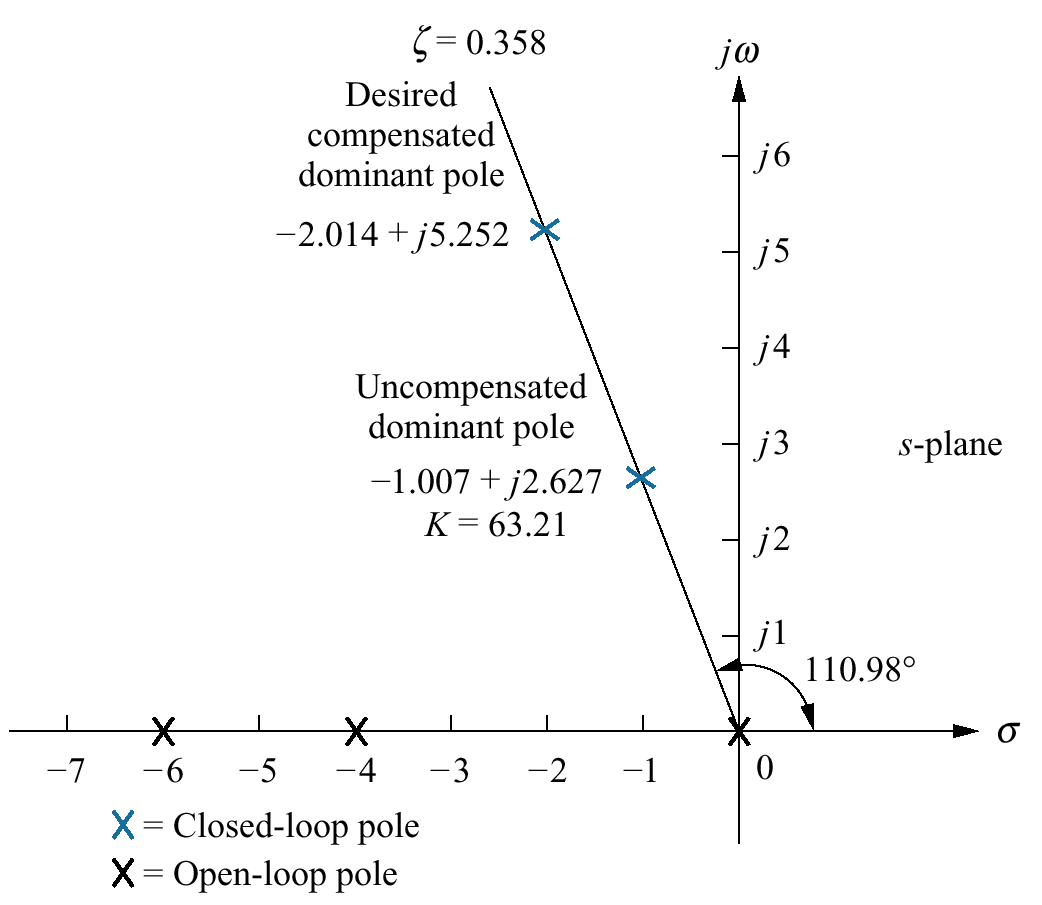 ζ = 0.358
jω
Desired
compensated
dominant pole
−2.014 + j5.252
j6
j5
j4
Uncompensated
dominant pole
−1.007 + j2.627
K = 63.21
j3
s-plane
j2
j1
110.98°
σ
−7 −6 −5 −4 −3 −2 −1 0
= Closed-loop pole
= Open-loop pole